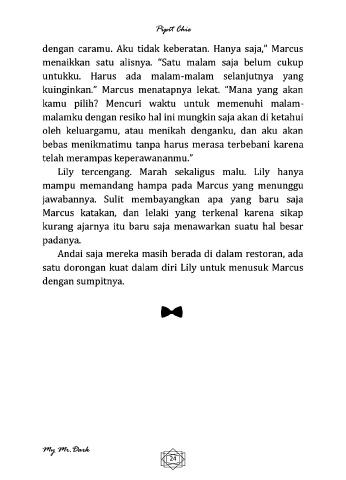 Pipit Chie
dengan caramu. Aku tidak keberatan. Hanya saja,” Marcus
menaikkan satu alisnya. “Satu malam saja belum cukup
untukku. Harus ada malam-malam selanjutnya yang
kuinginkan.” Marcus menatapnya lekat. “Mana yang akan
kamu pilih? Mencuri waktu untuk memenuhi malam-
malamku dengan resiko hal ini mungkin saja akan di ketahui
oleh keluargamu, atau menikah denganku, dan aku akan
bebas menikmatimu tanpa harus merasa terbebani karena
telah merampas keperawananmu.”
Lily tercengang. Marah sekaligus malu. Lily hanya
mampu memandang hampa pada Marcus yang menunggu
jawabannya. Sulit membayangkan apa yang baru saja
Marcus katakan, dan lelaki yang terkenal karena sikap
kurang ajarnya itu baru saja menawarkan suatu hal besar
padanya.
Andai saja mereka masih berada di dalam restoran, ada
satu dorongan kuat dalam diri Lily untuk menusuk Marcus
dengan sumpitnya.
My Mr.Dark
24